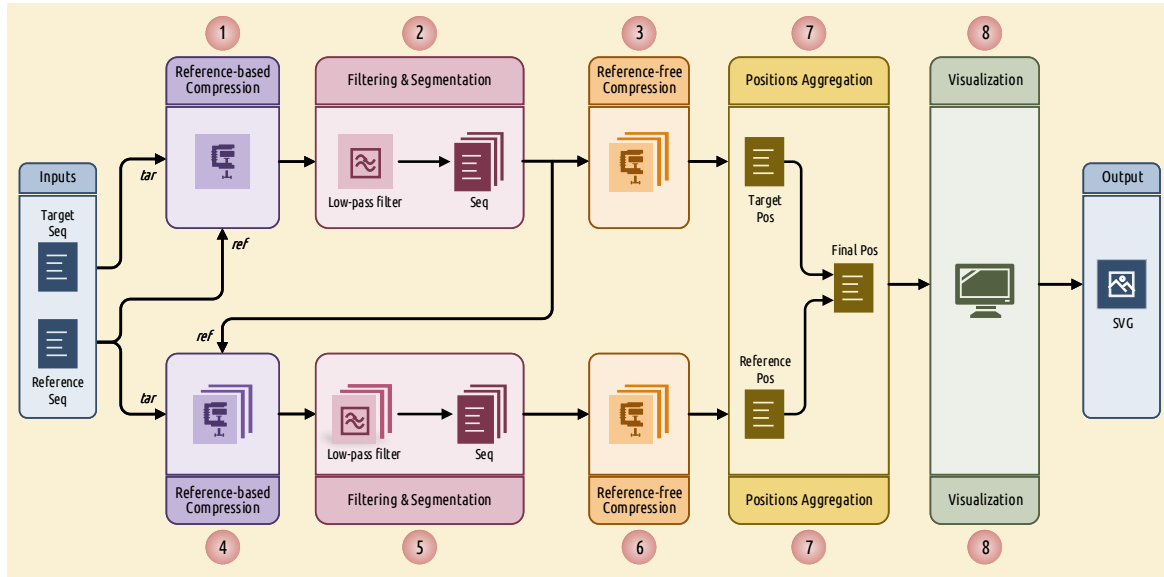 1
2
3
7
8
Reference-based
Compression
Filtering & Segmentation
Reference-free
Compression
Positions Aggregation
Visualization
Inputs
Target
Seq
Reference
Seq
tar
ref
Low-pass filter
Seq
Target
Pos
Final Pos
Reference
Pos
Output
SVG
ref
tar
Low-pass filter
Seq
Reference-based
Compression
Filtering & Segmentation
Reference-free
Compression
Positions Aggregation
Visualization
4
5
6
7
8